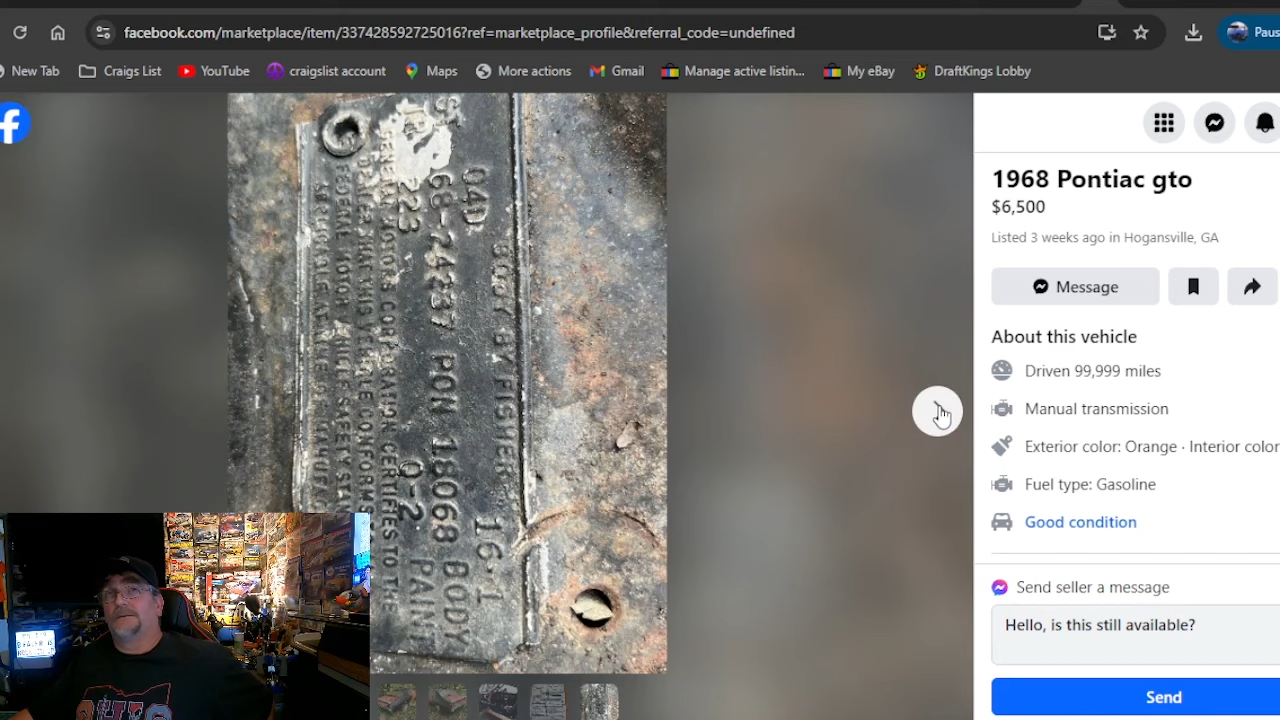 facebook.com/marketplace/item/337428592725016?ref=marketplace_profile&referral_code=undefined
Paus
New Tab
Craigs List
YouTube
craigslist account
Maps
More actions
Gmail
Manage active listin...
My eBay
DraftKings Lobby
BODY BY FISHER
04D 16-1
ST 68-74237 PON 18068 BODY
TR 223 O-2 PAINT
GENERAL MOTORS CORPORATION CERTIFIES TO THE
1968 Pontiac gto
$6,500
Listed 3 weeks ago in Hogansville, GA
Message
About this vehicle
Driven 99,999 miles
Manual transmission
Exterior color: Orange · Interior color
Fuel type: Gasoline
Good condition
Send seller a message
Hello, is this still available?
Send